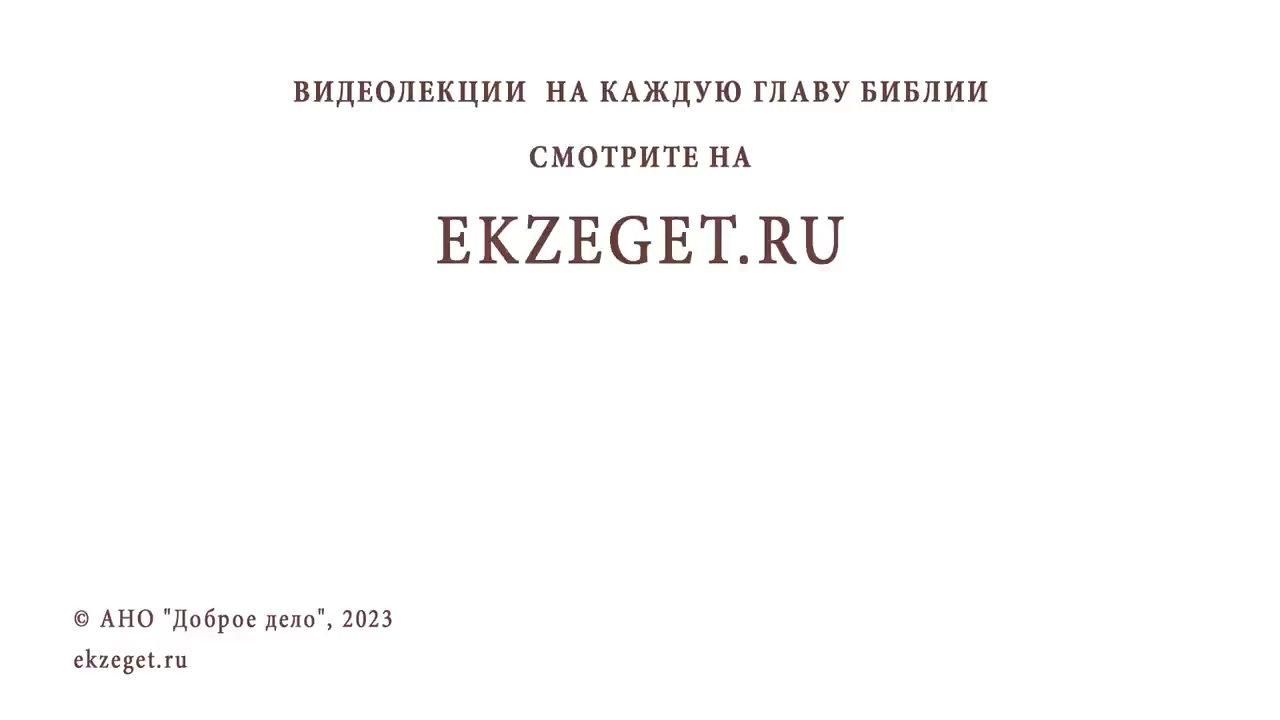 ВИДЕОЛЕКЦИИ НА КАЖДУЮ ГЛАВУ БИБЛИИ
СМОТРИТЕ НА
EKZEGET.RU
© АНО "Доброе дело", 2023
ekzeget.ru